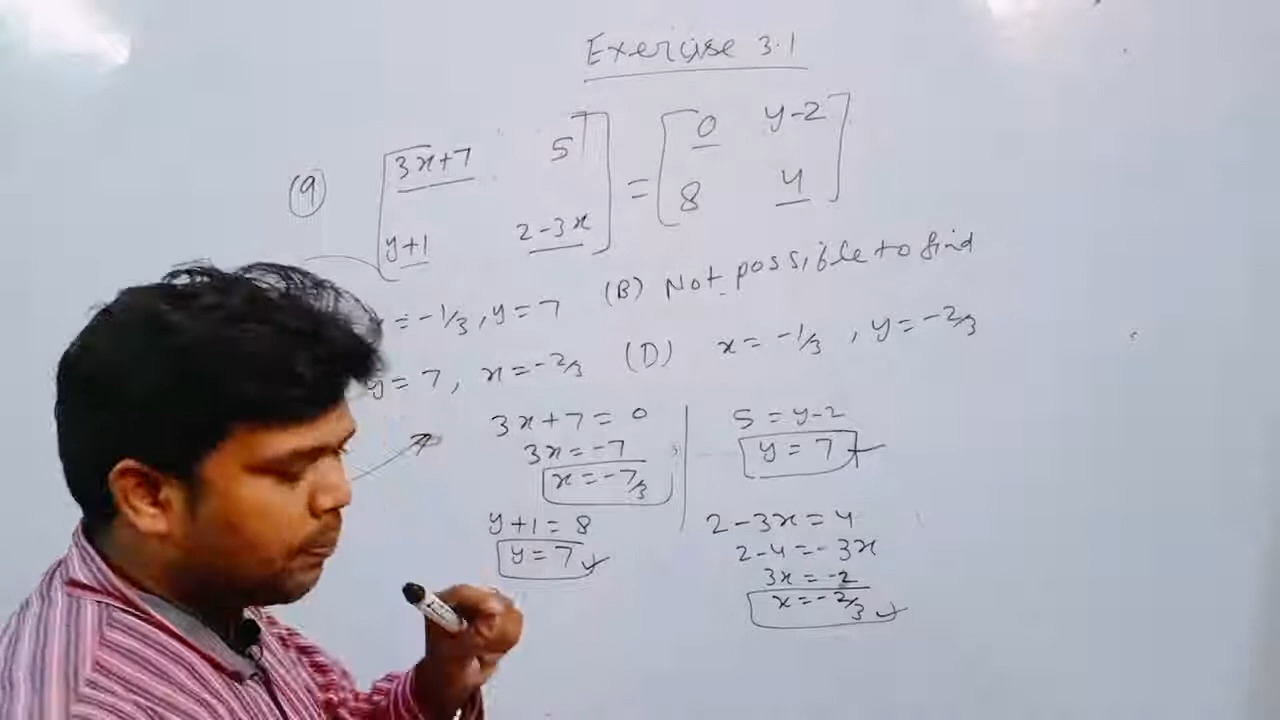 Exercise 3.1
(9) [3x+7 5 y+1 2-3x] = [0 y-2 8 4]
= -1/3, y = 7 (B) Not possible to find
y = 7, x = -2/3 (D) x = -1/3, y = -2/3
3x+7 = 0
3x = -7
x = -7/3
y+1 = 8
y = 7 ✓
5 = y-2
y = 7
2-3x = 4
2-4 = -3x
3x = -2
x = -2/3 ✓